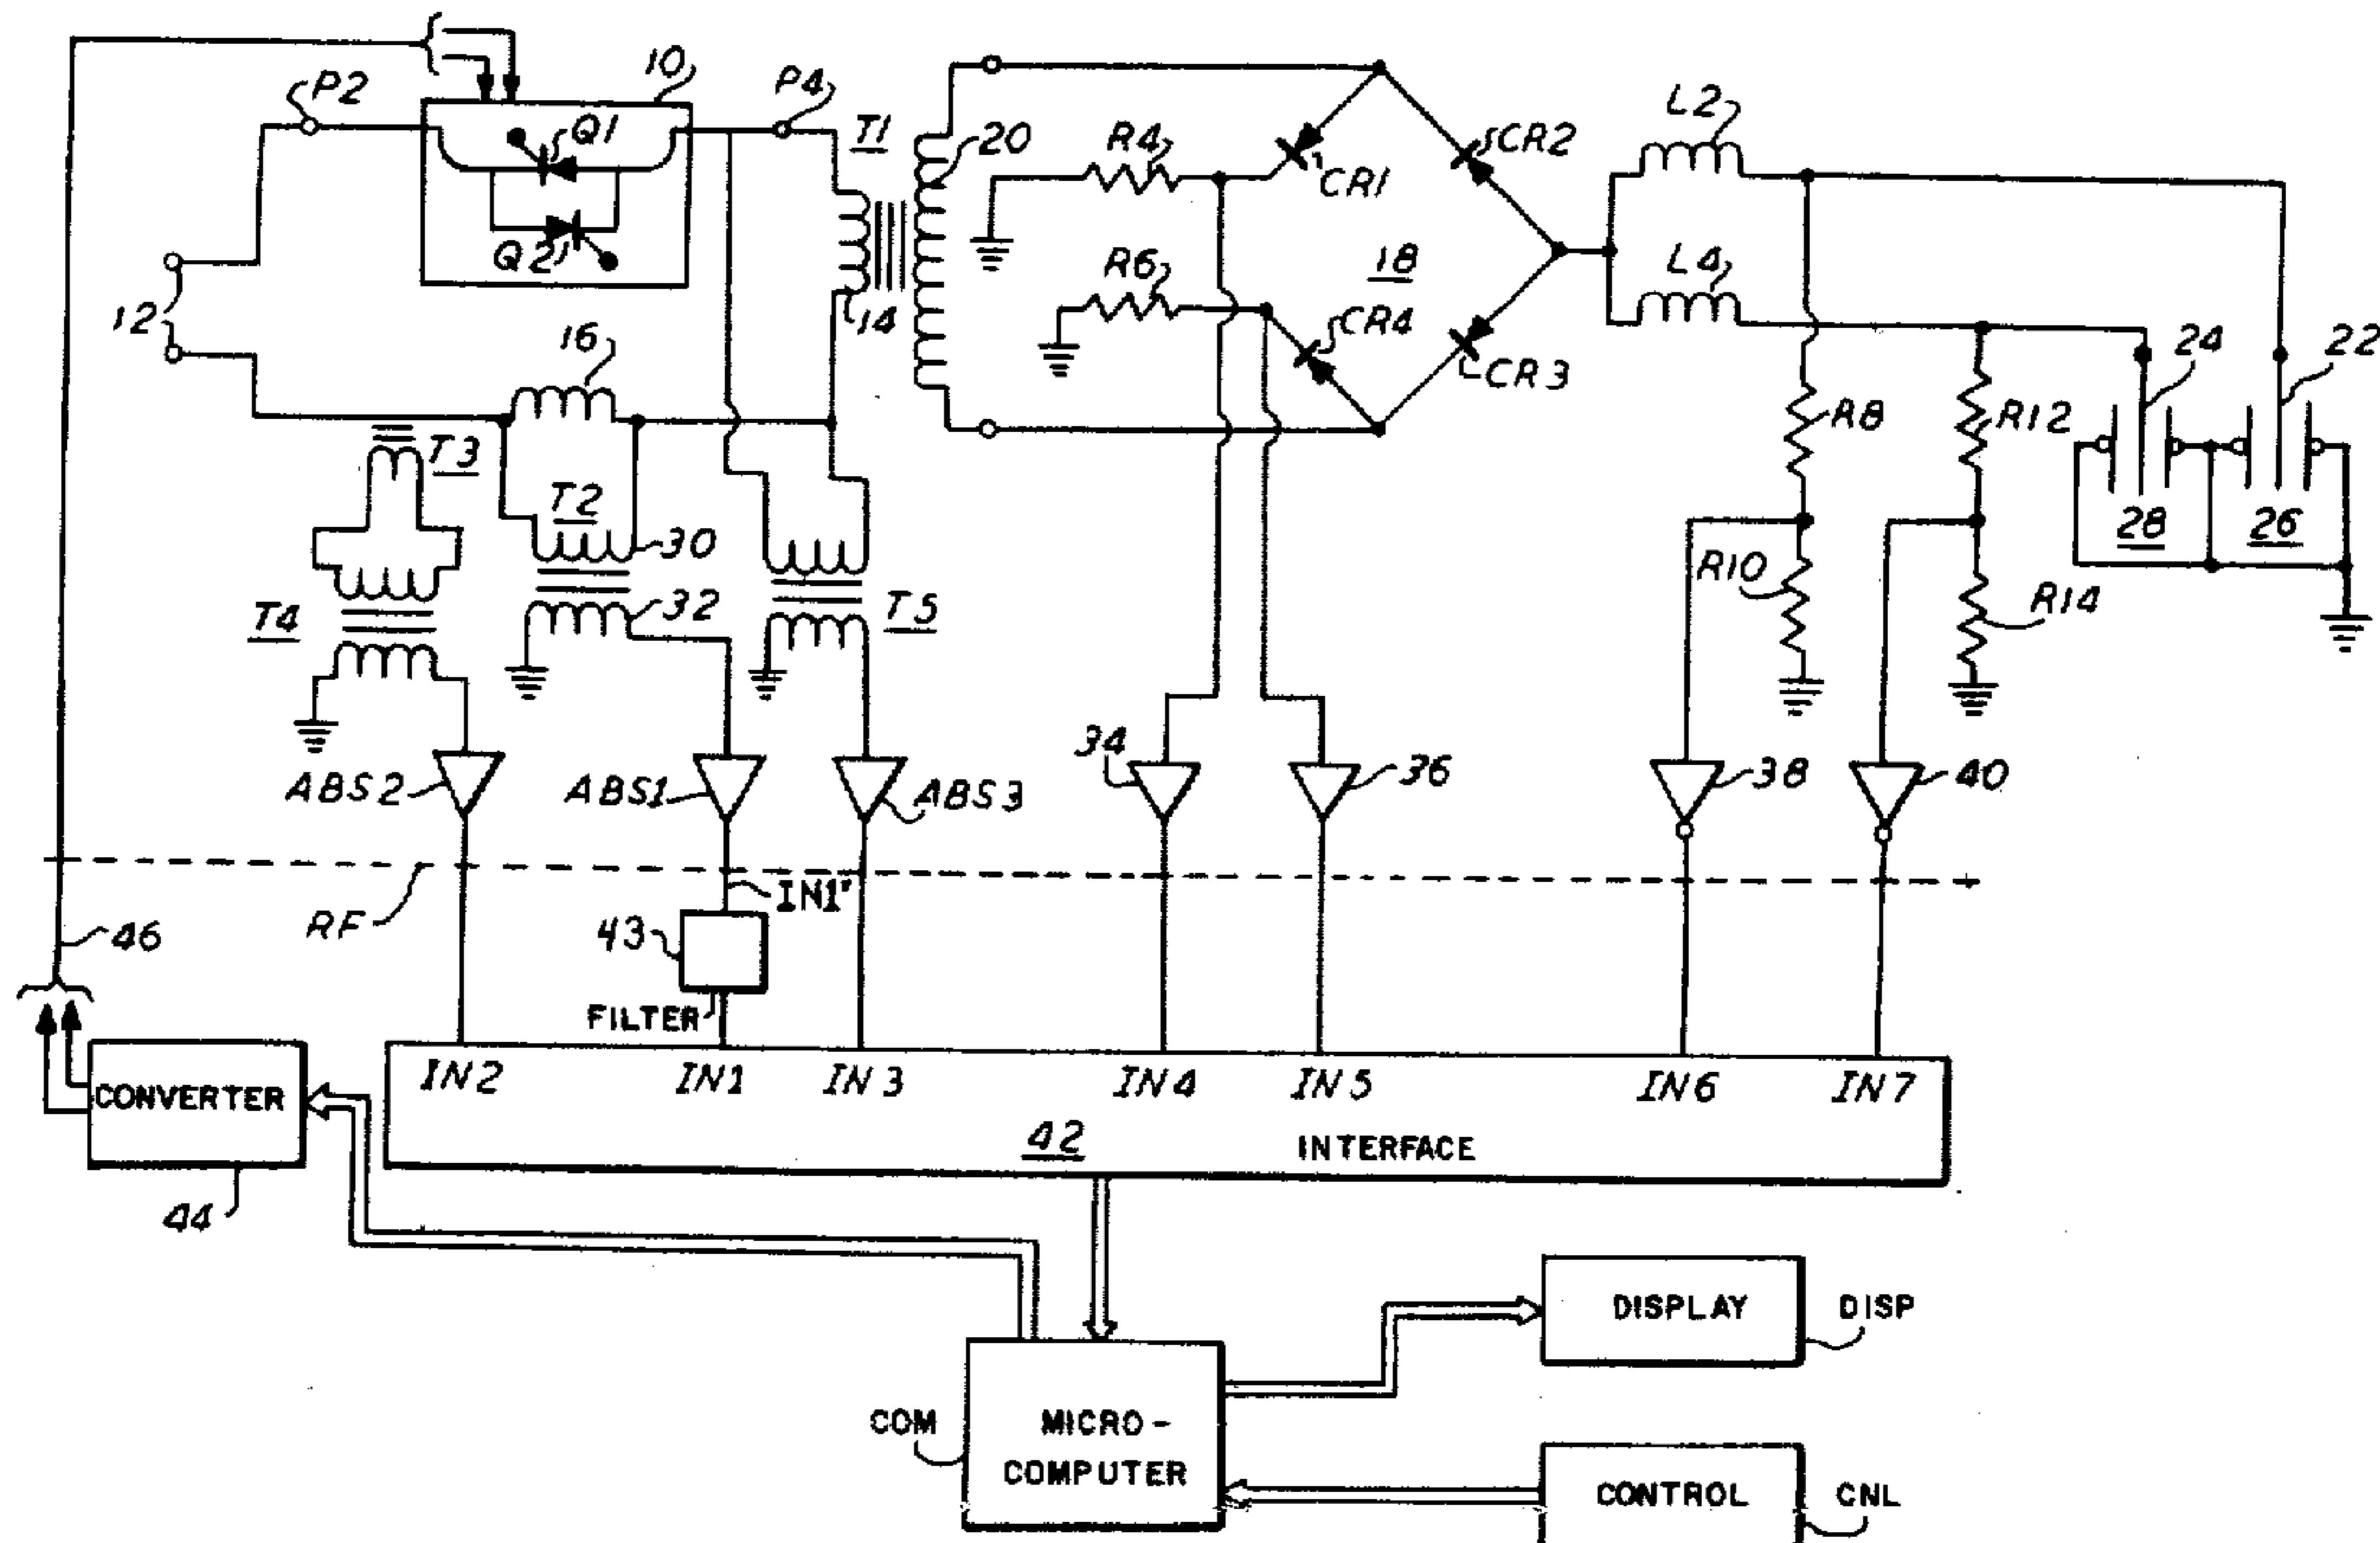 P2
10
P4
Q1
Q2
T1
20
R4
CR1
CR2
L2
12
14
R6
18
CR4
CR3
L4
24
22
16
T3
T2
30
R8
R12
28
26
T4
32
T5
R10
R14
ABS2
ABS1
ABS3
34
36
38
40
RF
IN1'
46
43
FILTER
CONVERTER
IN2
IN1
IN3
IN4
IN5
IN6
IN7
42
INTERFACE
44
DISPLAY
DISP
COM
MICRO-
COMPUTER
CONTROL
CNL